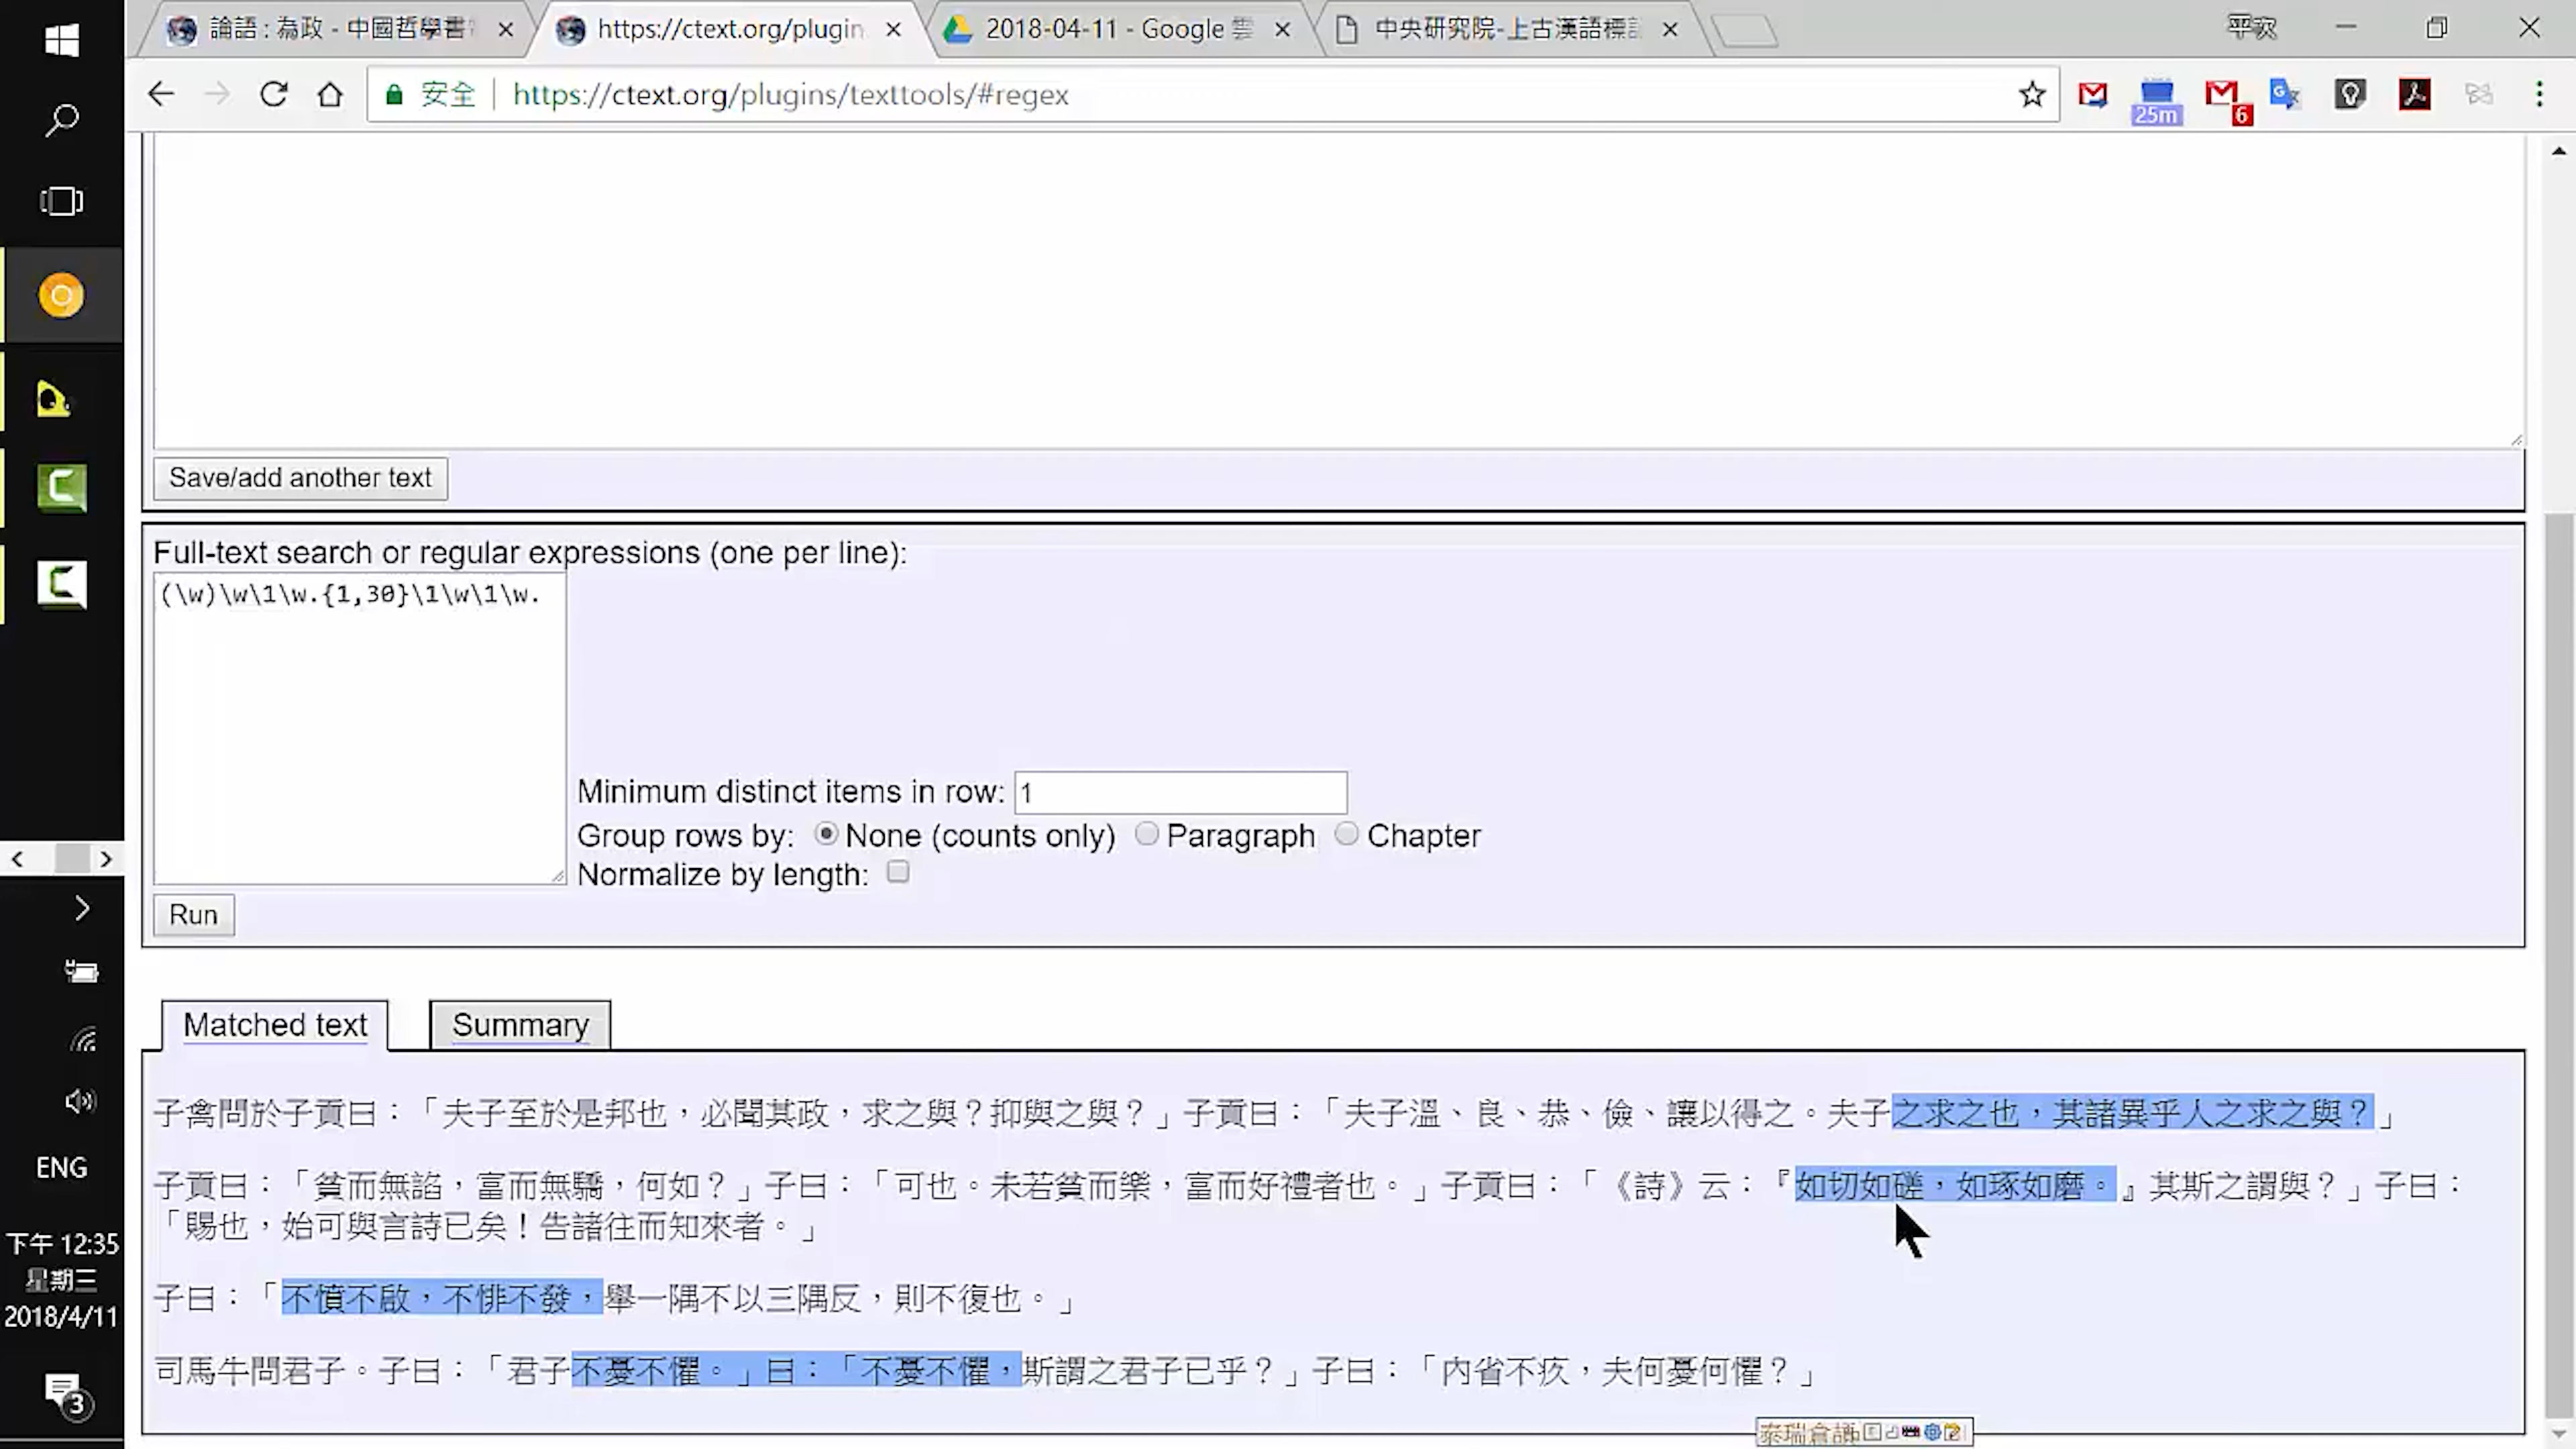 論語 : 為政 - 中國哲學書
https://ctext.org/plugin
2018-04-11 - Google 雲
中央研究院-上古漢語標記
安全
https://ctext.org/plugins/texttools/#regex
25m
6
Save/add another text
Full-text search or regular expressions (one per line):
(\w)\w\1\w.{1,30}\1\w\1\w.
Minimum distinct items in row: 1
Group rows by: None (counts only) Paragraph Chapter
Normalize by length:
Run
Matched text
Summary
子禽問於子貢曰：「夫子至於是邦也，必聞其政，求之與？抑與之與？」子貢曰：「夫子溫、良、恭、儉、讓以得之。夫子之求之也，其諸異乎人之求之與？」
子貢曰：「貧而無諂，富而無驕，何如？」子曰：「可也。未若貧而樂，富而好禮者也。」子貢曰：「《詩》云：『如切如磋，如琢如磨。』其斯之謂與？」子曰：
「賜也，始可與言詩已矣！告諸往而知來者。」
子曰：「不憤不啟，不悱不發，舉一隅不以三隅反，則不復也。」
司馬牛問君子。子曰：「君子不憂不懼。」曰：「不憂不懼，斯謂之君子已乎？」子曰：「內省不疚，夫何憂何懼？」
ENG
下午 12:35
星期三
2018/4/11
3